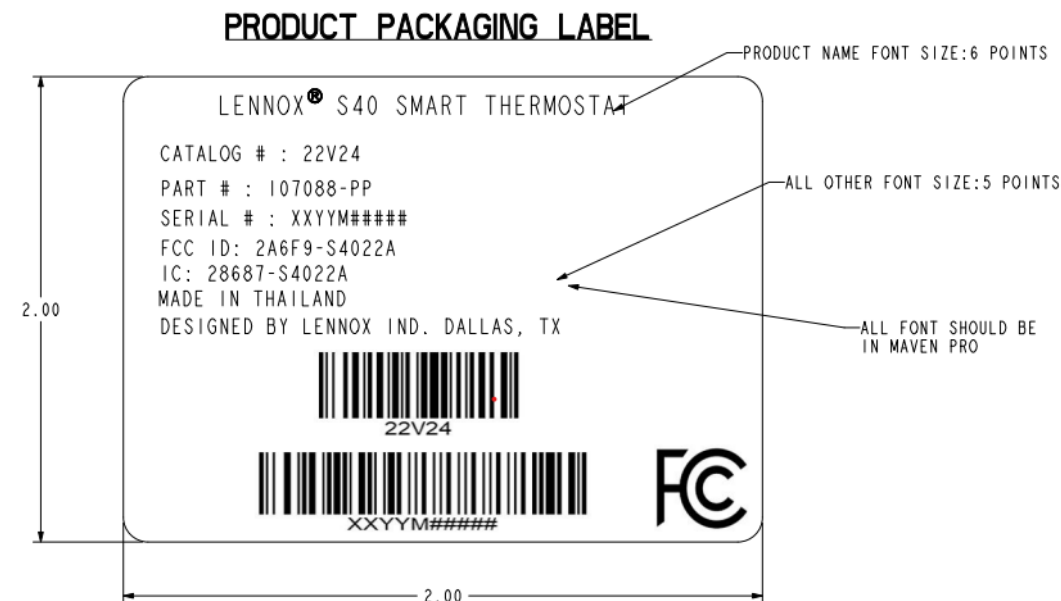 PRODUCT PACKAGING LABEL
PRODUCT NAME FONT SIZE:6 POINTS
LENNOX® S40 SMART THERMOSTAT
CATALOG # : 22V24
PART # : 107088-PP
SERIAL # : XXYYM#####
FCC ID: 2A6F9-S4022A
IC: 28687-S4022A
MADE IN THAILAND
DESIGNED BY LENNOX IND. DALLAS, TX
ALL OTHER FONT SIZE:5 POINTS
ALL FONT SHOULD BE
IN MAVEN PRO
2.00
22V24
XXYYM#####
FCC
2.00